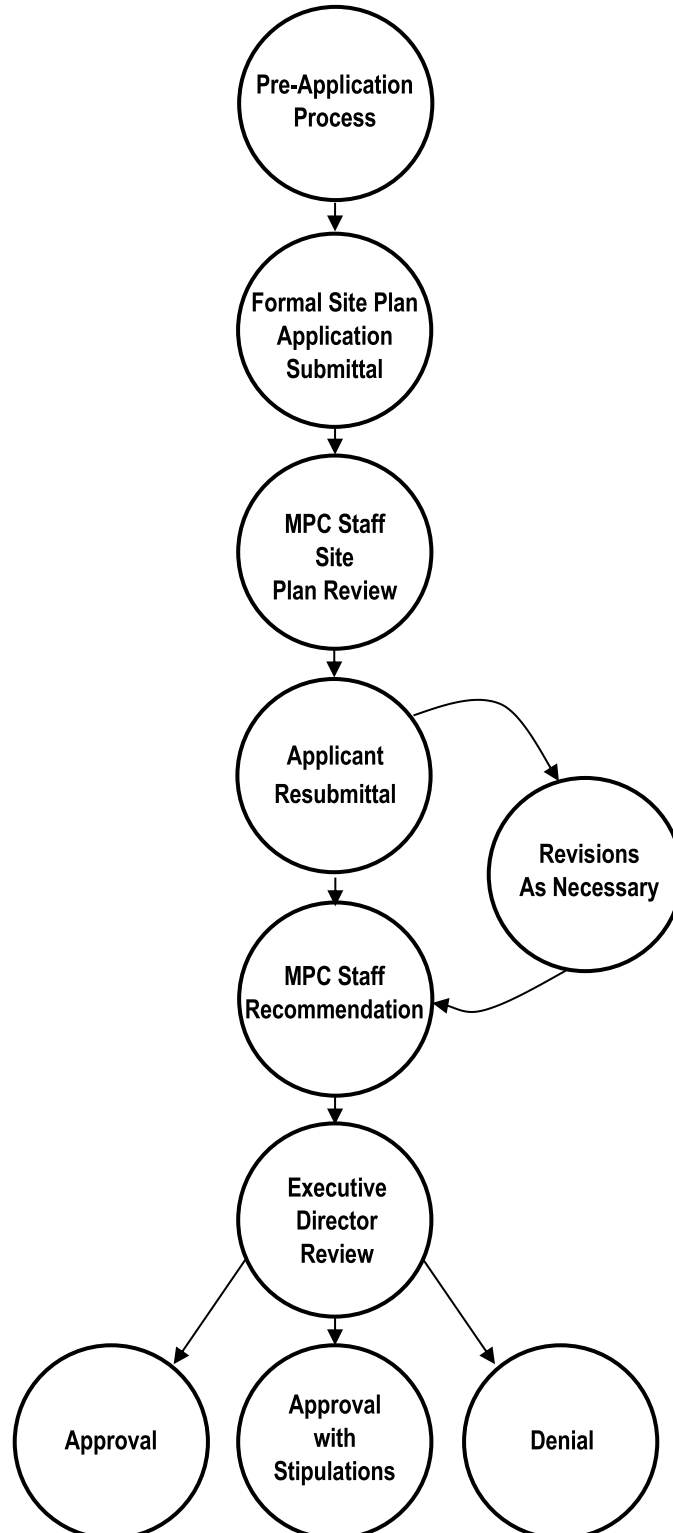 Pre-Application
Process
Formal Site Plan
Application
Submittal
MPC Staff
Site
Plan Review
Applicant
Resubmittal
Revisions
As Necessary
MPC Staff
Recommendation
Executive
Director
Review
Approval
Approval
with
Stipulations
Denial